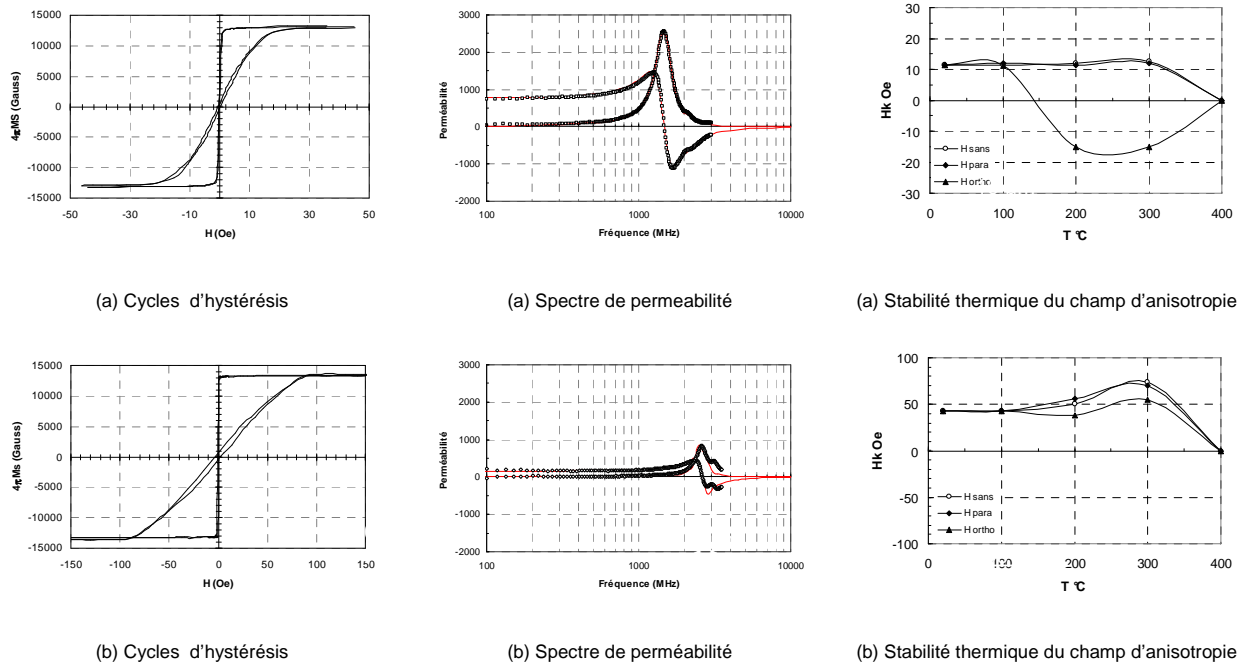 15000
10000
5000
0
-5000
-10000
-15000
4πMS (Gauss)
-50 -30 -10 10 30 50
H (Oe)
3000
2000
1000
0
-1000
-2000
Perméabilité
100 1000 10000
Fréquence (MHz)
30
20
10
0
-10
-20
-30
Hk Oe
H sans
H para
H ortho
0 100 200 300 400
T °C
(a) Cycles d'hystérésis
(a) Spectre de permeabilité
(a) Stabilité thermique du champ d'anisotropie
15000
10000
5000
0
-5000
-10000
-15000
4πMs (Gauss)
-150 -100 -50 0 50 100 150
H (Oe)
3000
2000
1000
0
-1000
-2000
Perméabilité
100 1000 10000
Fréquence (MHz)
100
50
0
-50
-100
Hk Oe
H sans
H para
H ortho
0 100 200 300 400
T °C
(b) Cycles d'hystérésis
(b) Spectre de perméabilité
(b) Stabilité thermique du champ d'anisotropie